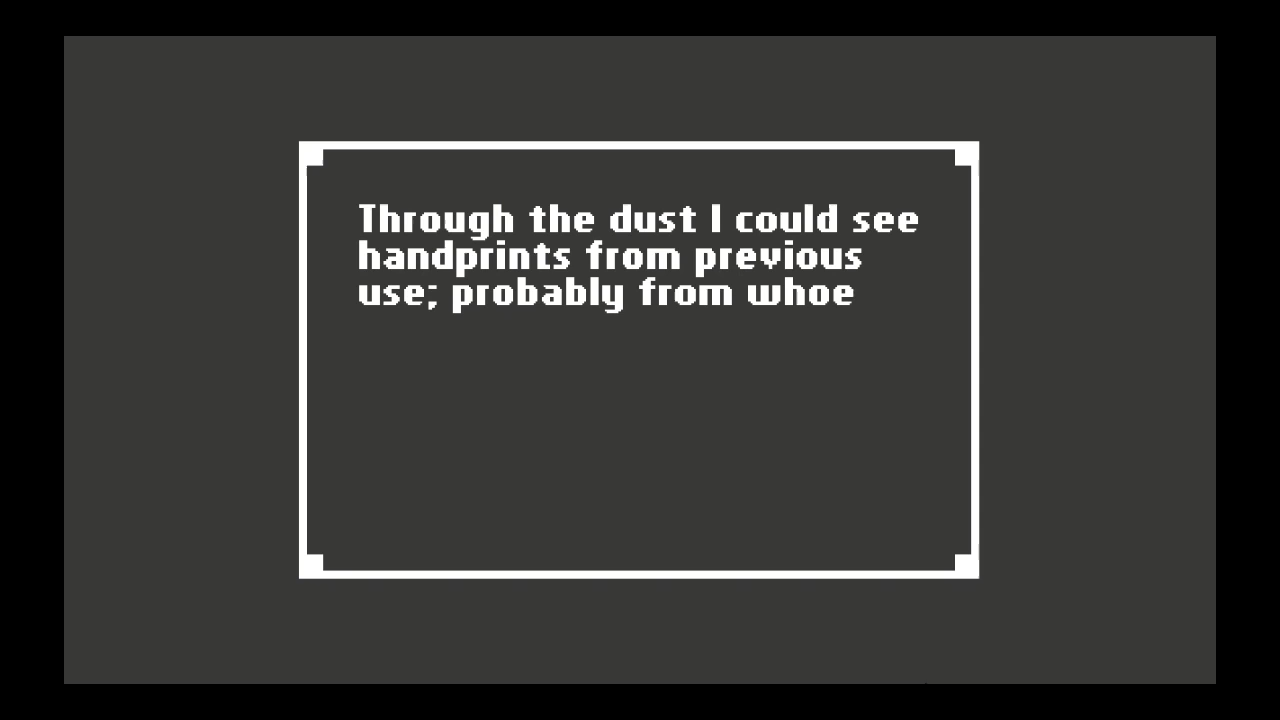 Through the dust I could see
handprints from previous
use; probably from whoe